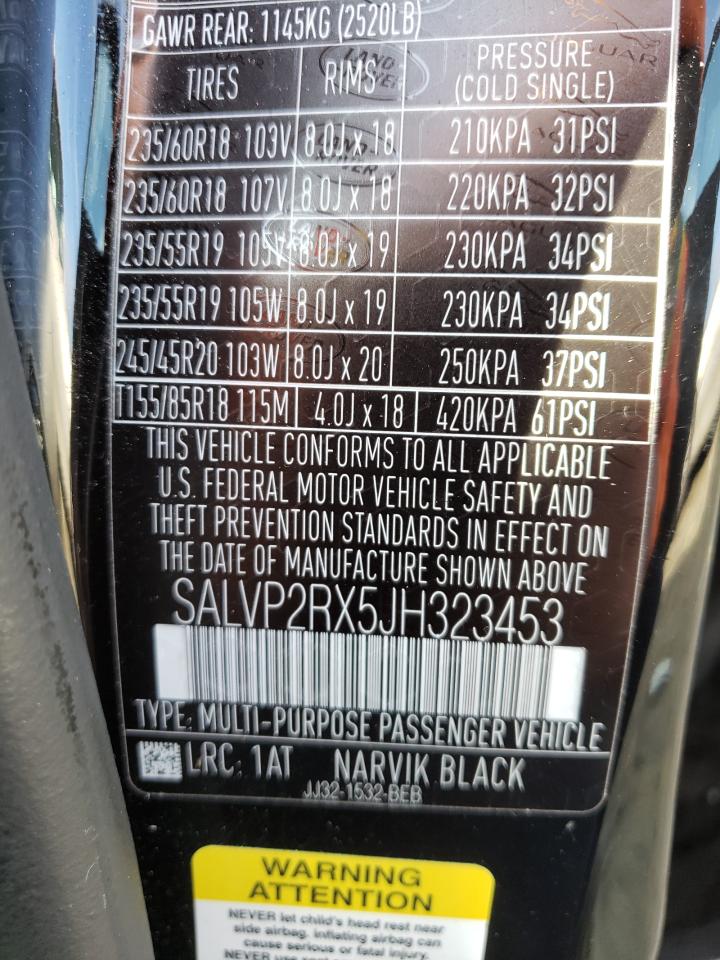 GAWR REAR: 1145KG (2520LB)
TIRES RIMS PRESSURE (COLD SINGLE)
235/60R18 103V 8.0J x 18 210KPA 31PSI
235/60R18 107V 8.0J x 18 220KPA 32PSI
235/55R19 105V 8.0J x 19 230KPA 34PSI
235/55R19 105W 8.0J x 19 230KPA 34PSI
245/45R20 103W 8.0J x 20 250KPA 37PSI
T155/85R18 115M 4.0J x 18 420KPA 61PSI
THIS VEHICLE CONFORMS TO ALL APPLICABLE
U.S. FEDERAL MOTOR VEHICLE SAFETY AND
THEFT PREVENTION STANDARDS IN EFFECT ON
THE DATE OF MANUFACTURE SHOWN ABOVE
SALVP2RX5JH323453
TYPE: MULTI-PURPOSE PASSENGER VEHICLE
LRC: 1AT NARVIK BLACK
JJ32-1532-BEB
WARNING
ATTENTION
NEVER let child's head rest near
side airbag. Inflating airbag can
cause serious or fatal injury.
NEVER use